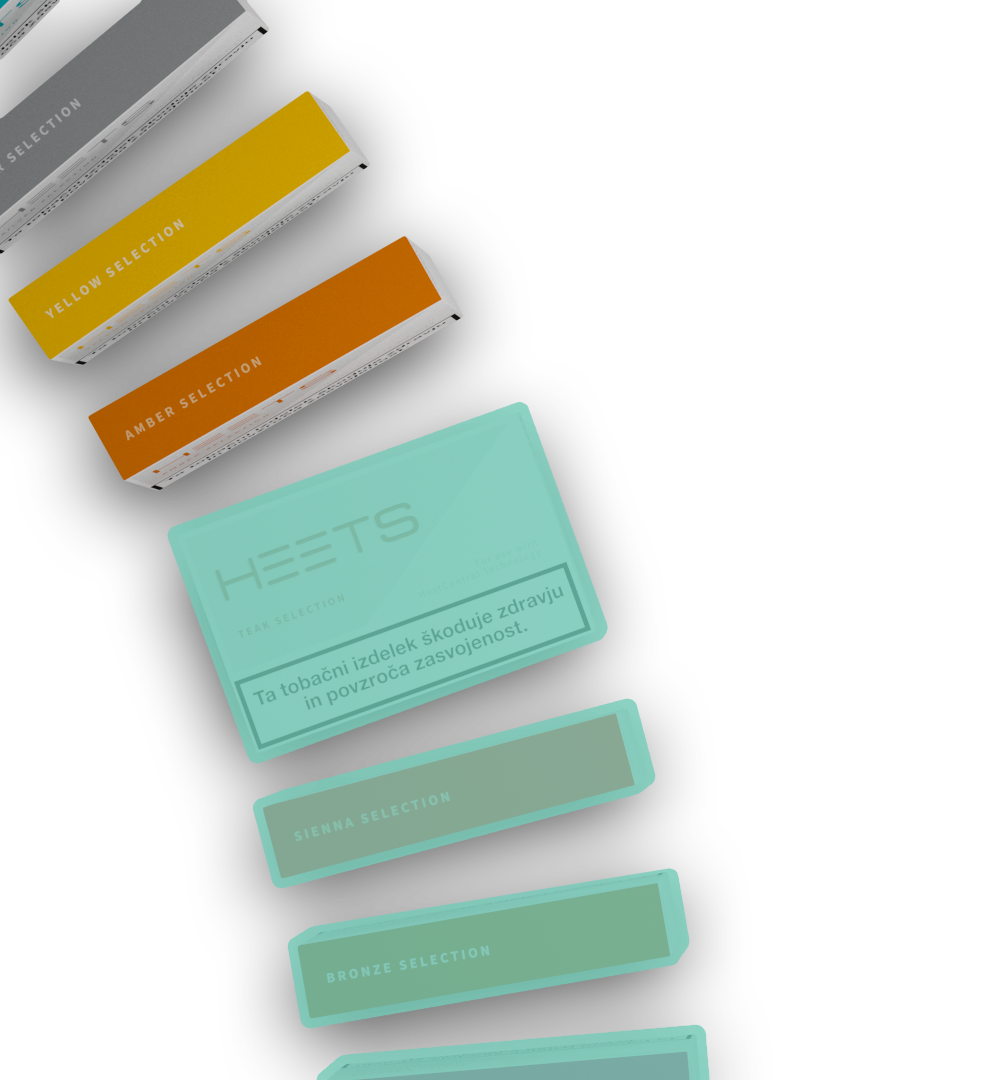 SELECTION
YELLOW SELECTION
AMBER SELECTION
HEETS
TEAK SELECTION
Ta tobačni izdelek škoduje zdravju
in povzroča zasvojenost.
SIENNA SELECTION
BRONZE SELECTION